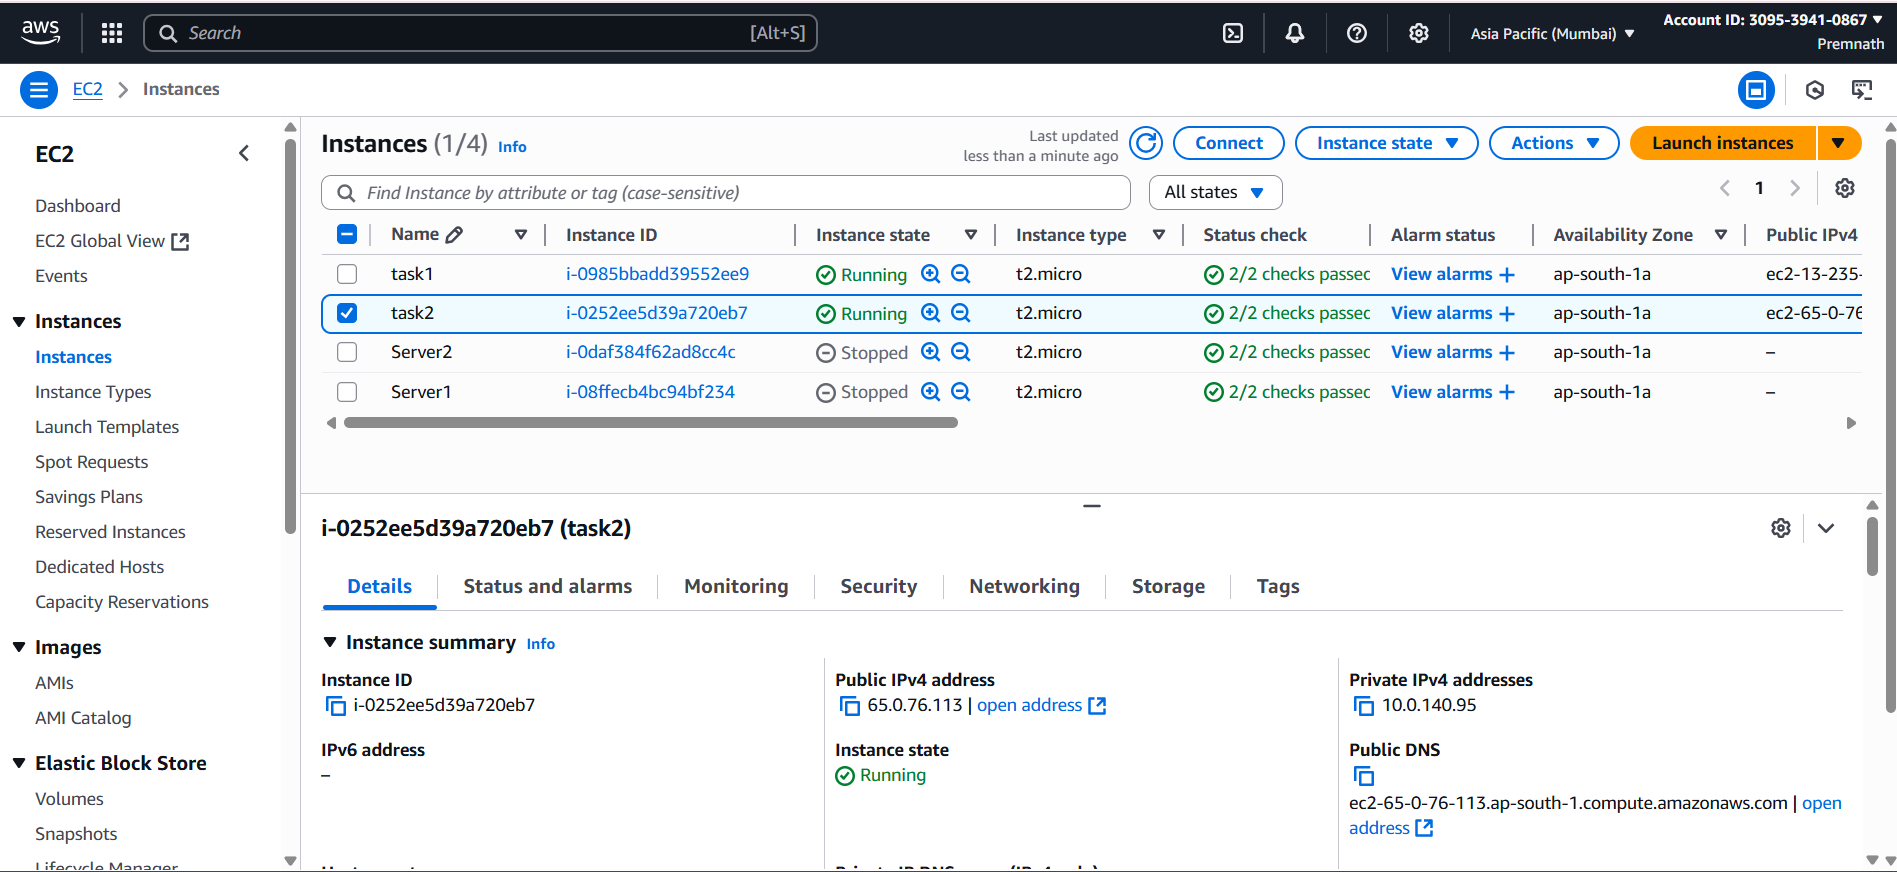 aws
Search [Alt+S]
Asia Pacific (Mumbai)
Account ID: 3095-3941-0867
Premnath
EC2 Instances
EC2
Dashboard
EC2 Global View
Events
Instances
Instances
Instance Types
Launch Templates
Spot Requests
Savings Plans
Reserved Instances
Dedicated Hosts
Capacity Reservations
Images
AMIs
AMI Catalog
Elastic Block Store
Volumes
Snapshots
Lifecycle Manager
Instances (1/4) Info
Last updated
less than a minute ago
Connect Instance state Actions Launch instances
Find Instance by attribute or tag (case-sensitive) All states 1
Name Instance ID Instance state Instance type Status check Alarm status Availability Zone Public IPv4
task1 i-0985bbadd39552ee9 Running t2.micro 2/2 checks passed View alarms + ap-south-1a ec2-13-235-
task2 i-0252ee5d39a720eb7 Running t2.micro 2/2 checks passed View alarms + ap-south-1a ec2-65-0-76
Server2 i-0daf384f62ad8cc4c Stopped t2.micro 2/2 checks passed View alarms + ap-south-1a –
Server1 i-08ffecb4bc94bf234 Stopped t2.micro 2/2 checks passed View alarms + ap-south-1a –
i-0252ee5d39a720eb7 (task2)
Details Status and alarms Monitoring Security Networking Storage Tags
Instance summary Info
Instance ID
i-0252ee5d39a720eb7
Public IPv4 address
65.0.76.113 | open address
Private IPv4 addresses
10.0.140.95
IPv6 address
–
Instance state
Running
Public DNS
ec2-65-0-76-113.ap-south-1.compute.amazonaws.com | open
address